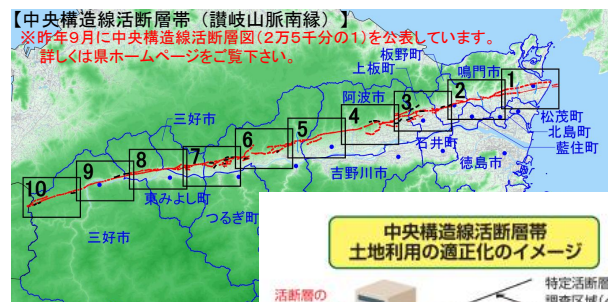 【中央構造線活断層帯（讃岐山脈南縁）】
※昨年9月に中央構造線活断層図(2万5千分の1)を公表しています。
詳しくは県ホームページをご覧下さい。
板野町
上板町
鳴門市
1
2
阿波市
3
松茂町
4
北島町
三好市
5
石井町
藍住町
6
徳島市
7
吉野川市
8
9
東みよし町
10
つるぎ町
三好市
中央構造線活断層帯
土地利用の適正化のイメージ
特定活断層
調査区域
活断層の